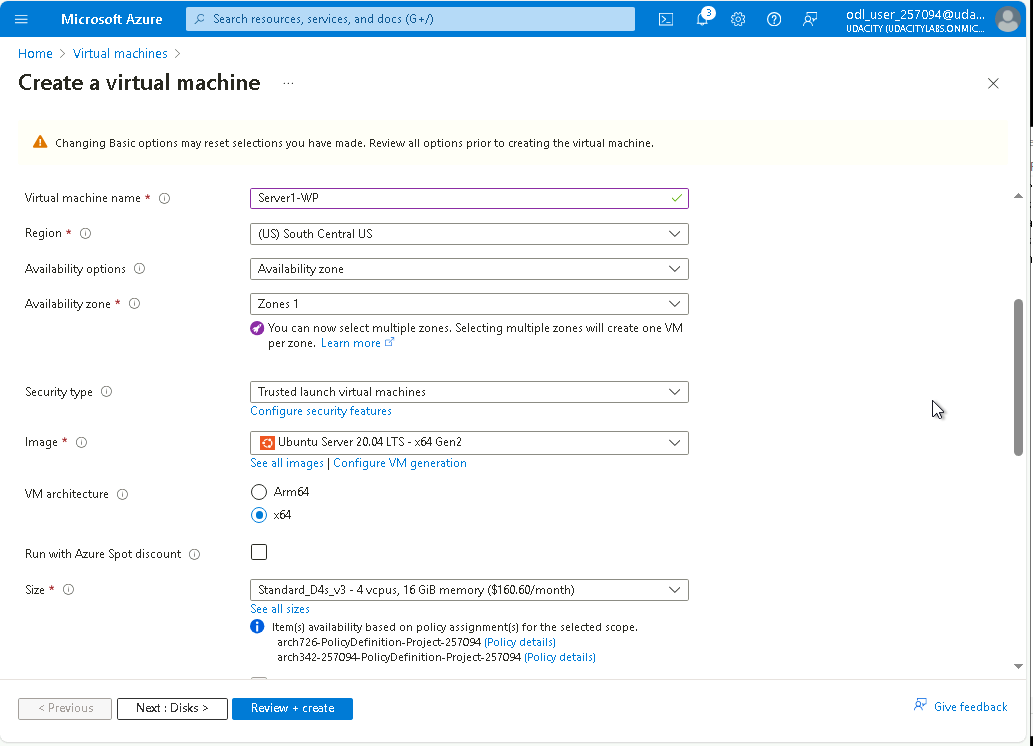 Microsoft Azure
Search resources, services, and docs (G+/)
3
odl_user_257094@uda...
UDACITY (UDACITYLABS.ONMIC...
Home > Virtual machines >
Create a virtual machine ...
Changing Basic options may reset selections you have made. Review all options prior to creating the virtual machine.
Virtual machine name * Server1-WP
Region * (US) South Central US
Availability options Availability zone
Availability zone * Zones 1
You can now select multiple zones. Selecting multiple zones will create one VM
per zone. Learn more
Security type Trusted launch virtual machines
Configure security features
Image * Ubuntu Server 20.04 LTS - x64 Gen2
See all images | Configure VM generation
VM architecture Arm64
x64
Run with Azure Spot discount
Size * Standard_D4s_v3 - 4 vcpus, 16 GiB memory ($160.60/month)
See all sizes
Item(s) availability based on policy assignment(s) for the selected scope.
arch726-PolicyDefinition-Project-257094 (Policy details)
arch342-257094-PolicyDefinition-Project-257094 (Policy details)
< Previous Next : Disks > Review + create Give feedback